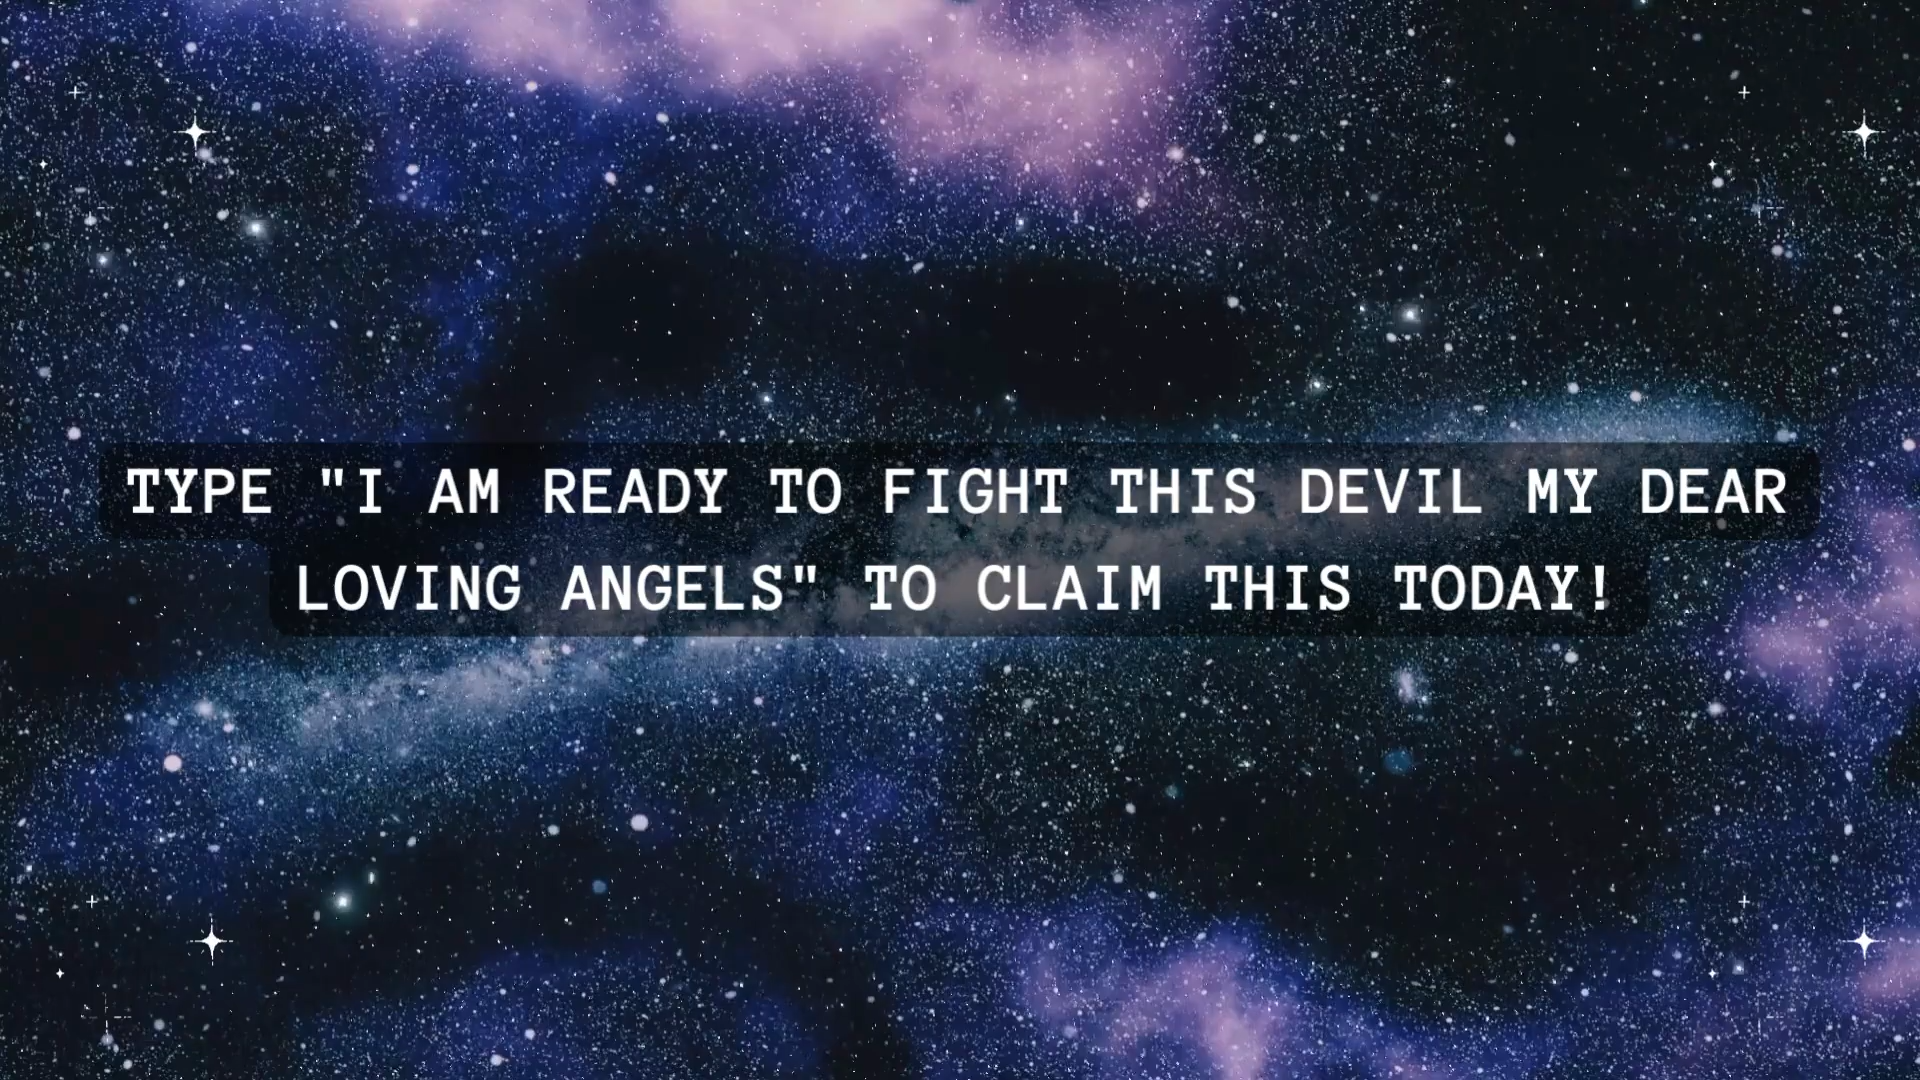 TYPE "I AM READY TO FIGHT THIS DEVIL MY DEAR
LOVING ANGELS" TO CLAIM THIS TODAY!